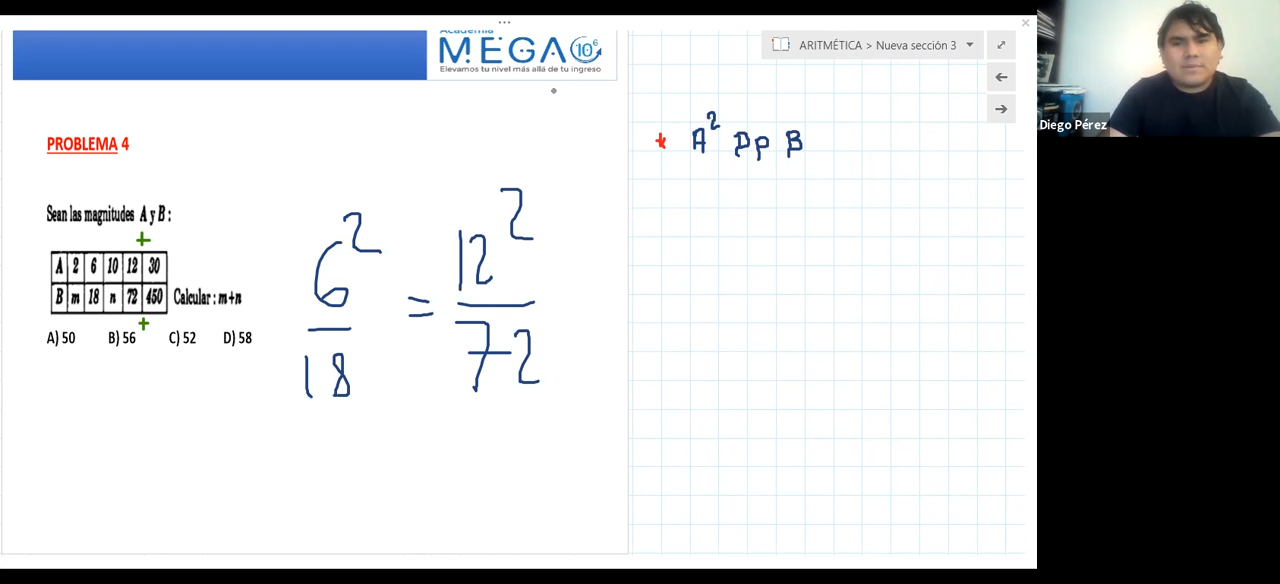 Academia
MEGA 10⁶
Elevamos tu nivel más allá de tu ingreso
ARITMÉTICA > Nueva sección 3
Diego Pérez
PROBLEMA 4
Sean las magnitudes A y B :
+
A 2 6 10 12 30
B m 18 n 72 450 Calcular : m+n
+
A) 50 B) 56 C) 52 D) 58
6² / 18 = 12² / 72
* A² Dp B